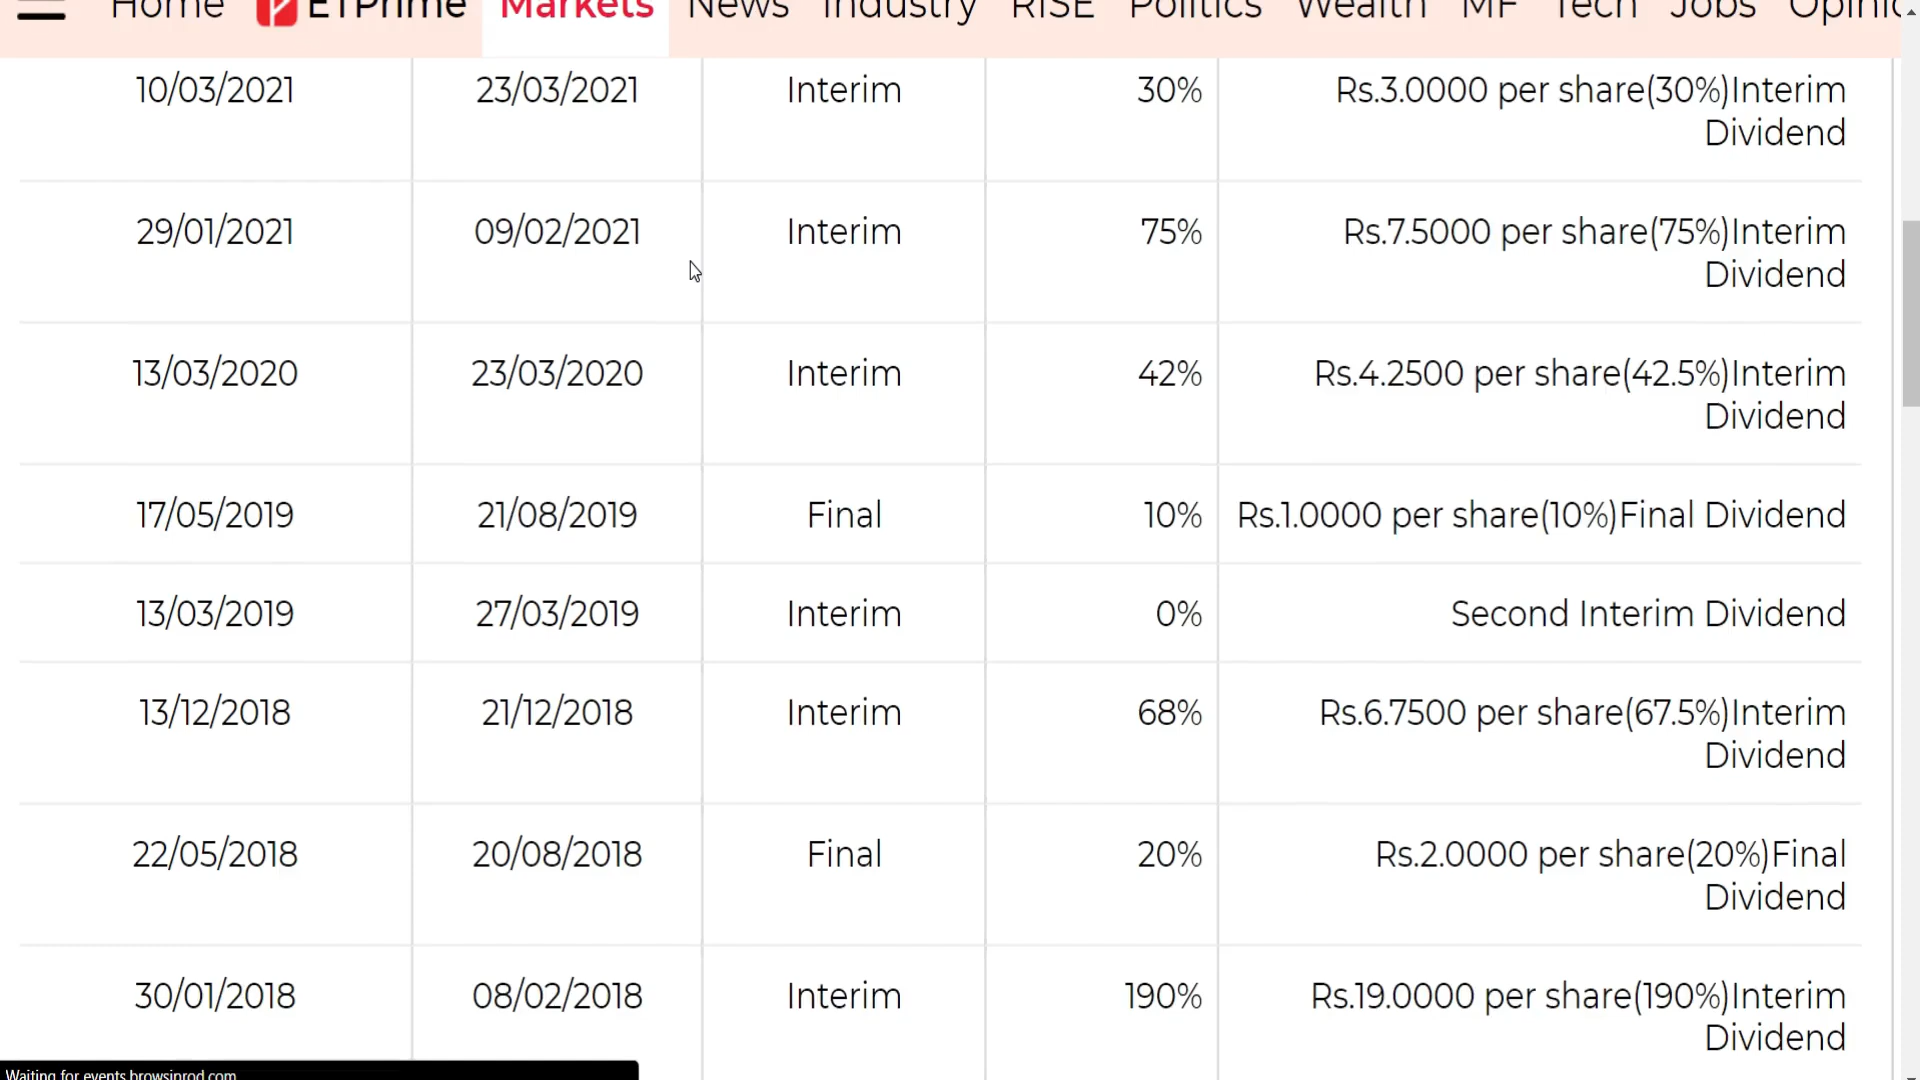 Home ETPrime Markets News Industry RISE Politics Wealth MF Tech Jobs
10/03/2021 23/03/2021 Interim 30% Rs.3.0000 per share(30%)Interim
Dividend
29/01/2021 09/02/2021 Interim 75% Rs.7.5000 per share(75%)Interim
Dividend
13/03/2020 23/03/2020 Interim 42% Rs.4.2500 per share(42.5%)Interim
Dividend
17/05/2019 21/08/2019 Final 10% Rs.1.0000 per share(10%)Final Dividend
13/03/2019 27/03/2019 Interim 0% Second Interim Dividend
13/12/2018 21/12/2018 Interim 68% Rs.6.7500 per share(67.5%)Interim
Dividend
22/05/2018 20/08/2018 Final 20% Rs.2.0000 per share(20%)Final
Dividend
30/01/2018 08/02/2018 Interim 190% Rs.19.0000 per share(190%)Interim
Dividend
Waiting for events.browsiprod.com